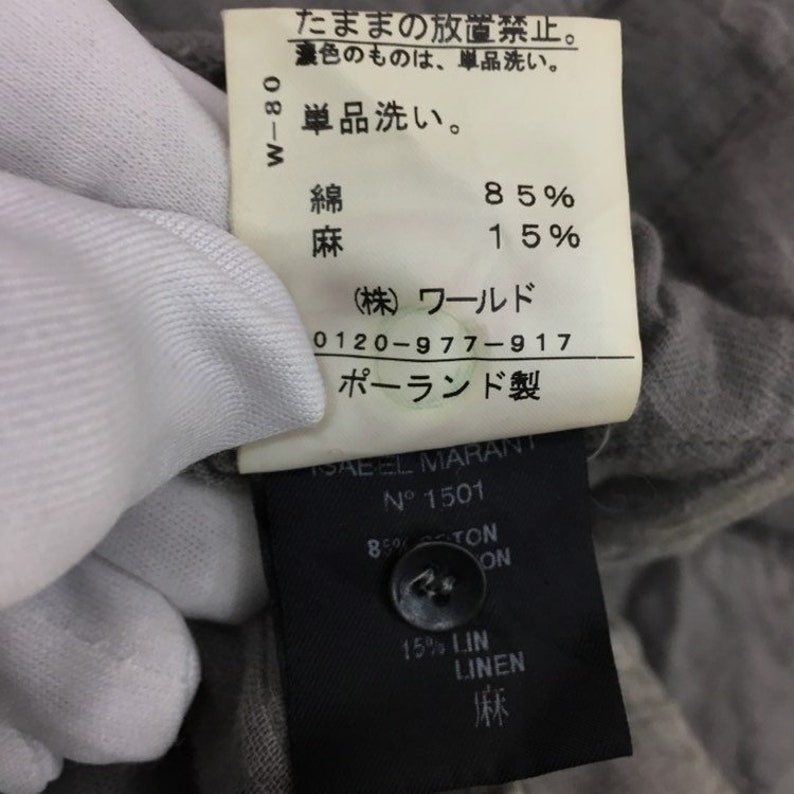 たままの放置禁止。
濃色のものは、単品洗い。
W-80
単品洗い。
綿 85%
麻 15%
(株) ワールド
0120-977-917
ポーランド製
ISABEL MARANT
N° 1501
15% LIN
LINEN
麻